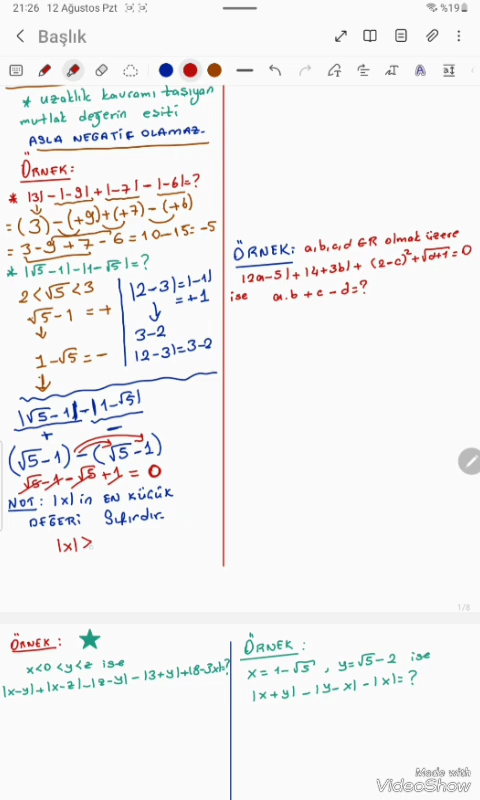 21:26 12 Ağustos Pzt %19
Başlık
* uzaklık kavramı taşıyan
mutlak değerin eşiti
ASLA NEGATİF OLAMAZ.
ÖRNEK:
* |3| - |-9| + |-7| - |-6| = ?
= (3) - (+9) + (+7) - (+6)
= 3 - 9 + 7 - 6 = 10 - 15 = -5
* |√5 - 1| - |1 - √5| = ?
2 < √5 < 3
√5 - 1 = +
1 - √5 = -
|2-3| = |-1|
= +1
3-2
|2-3| = 3-2
|√5 - 1| - |1 - √5|
+ -
(√5 - 1) - (√5 - 1)
√5 - 1 - √5 + 1 = 0
NOT: |x| in EN KÜÇÜK
DEĞERİ Sıfırdır.
|x| >
ÖRNEK: a,b,c,d ∈ R olmak üzere
|2a-5| + |4+3b| + (2-c)² + √d+1 = 0
ise a.b + c - d = ?
1/8
ÖRNEK:
x<0<y<z ise
|x-y| + |x-z| - |z-y| - |3+y| + |8-3x| = ?
ÖRNEK:
x = 1-√5, y = √5-2 ise
|x+y| - |y-x| - |x| = ?
Made with
VideoShow